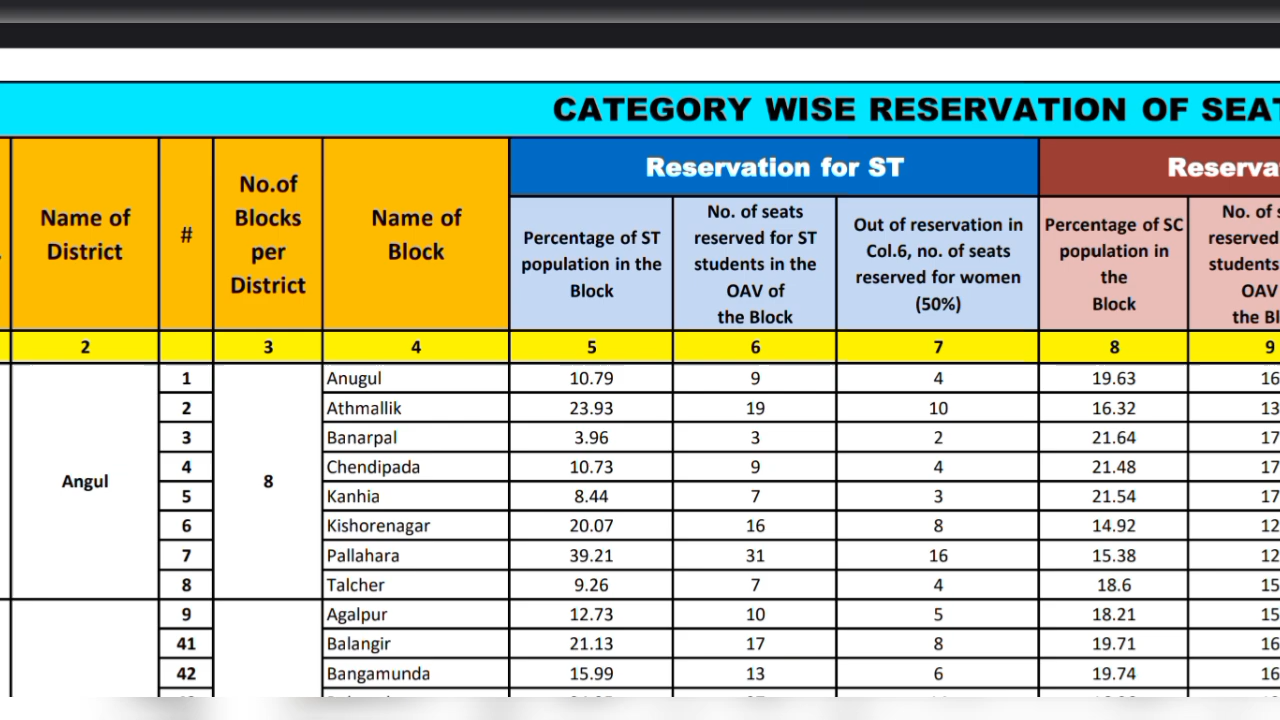 CATEGORY WISE RESERVATION OF SEAT
Reservation for ST
Reserva
Name of
District
#
No.of
Blocks
per
District
Name of
Block
Percentage of ST
population in the
Block
No. of seats
reserved for ST
students in the
OAV of
the Block
Out of reservation in
Col.6, no. of seats
reserved for women
(50%)
Percentage of SC
population in
the
Block
No. of s
reserved
students
OAV
the Bl
2 3 4 5 6 7 8 9
Angul
8
1 Anugul 10.79 9 4 19.63 16
2 Athmallik 23.93 19 10 16.32 13
3 Banarpal 3.96 3 2 21.64 17
4 Chendipada 10.73 9 4 21.48 17
5 Kanhia 8.44 7 3 21.54 17
6 Kishorenagar 20.07 16 8 14.92 12
7 Pallahara 39.21 31 16 15.38 12
8 Talcher 9.26 7 4 18.6 15
9 Agalpur 12.73 10 5 18.21 15
41 Balangir 21.13 17 8 19.71 16
42 Bangamunda 15.99 13 6 19.74 16